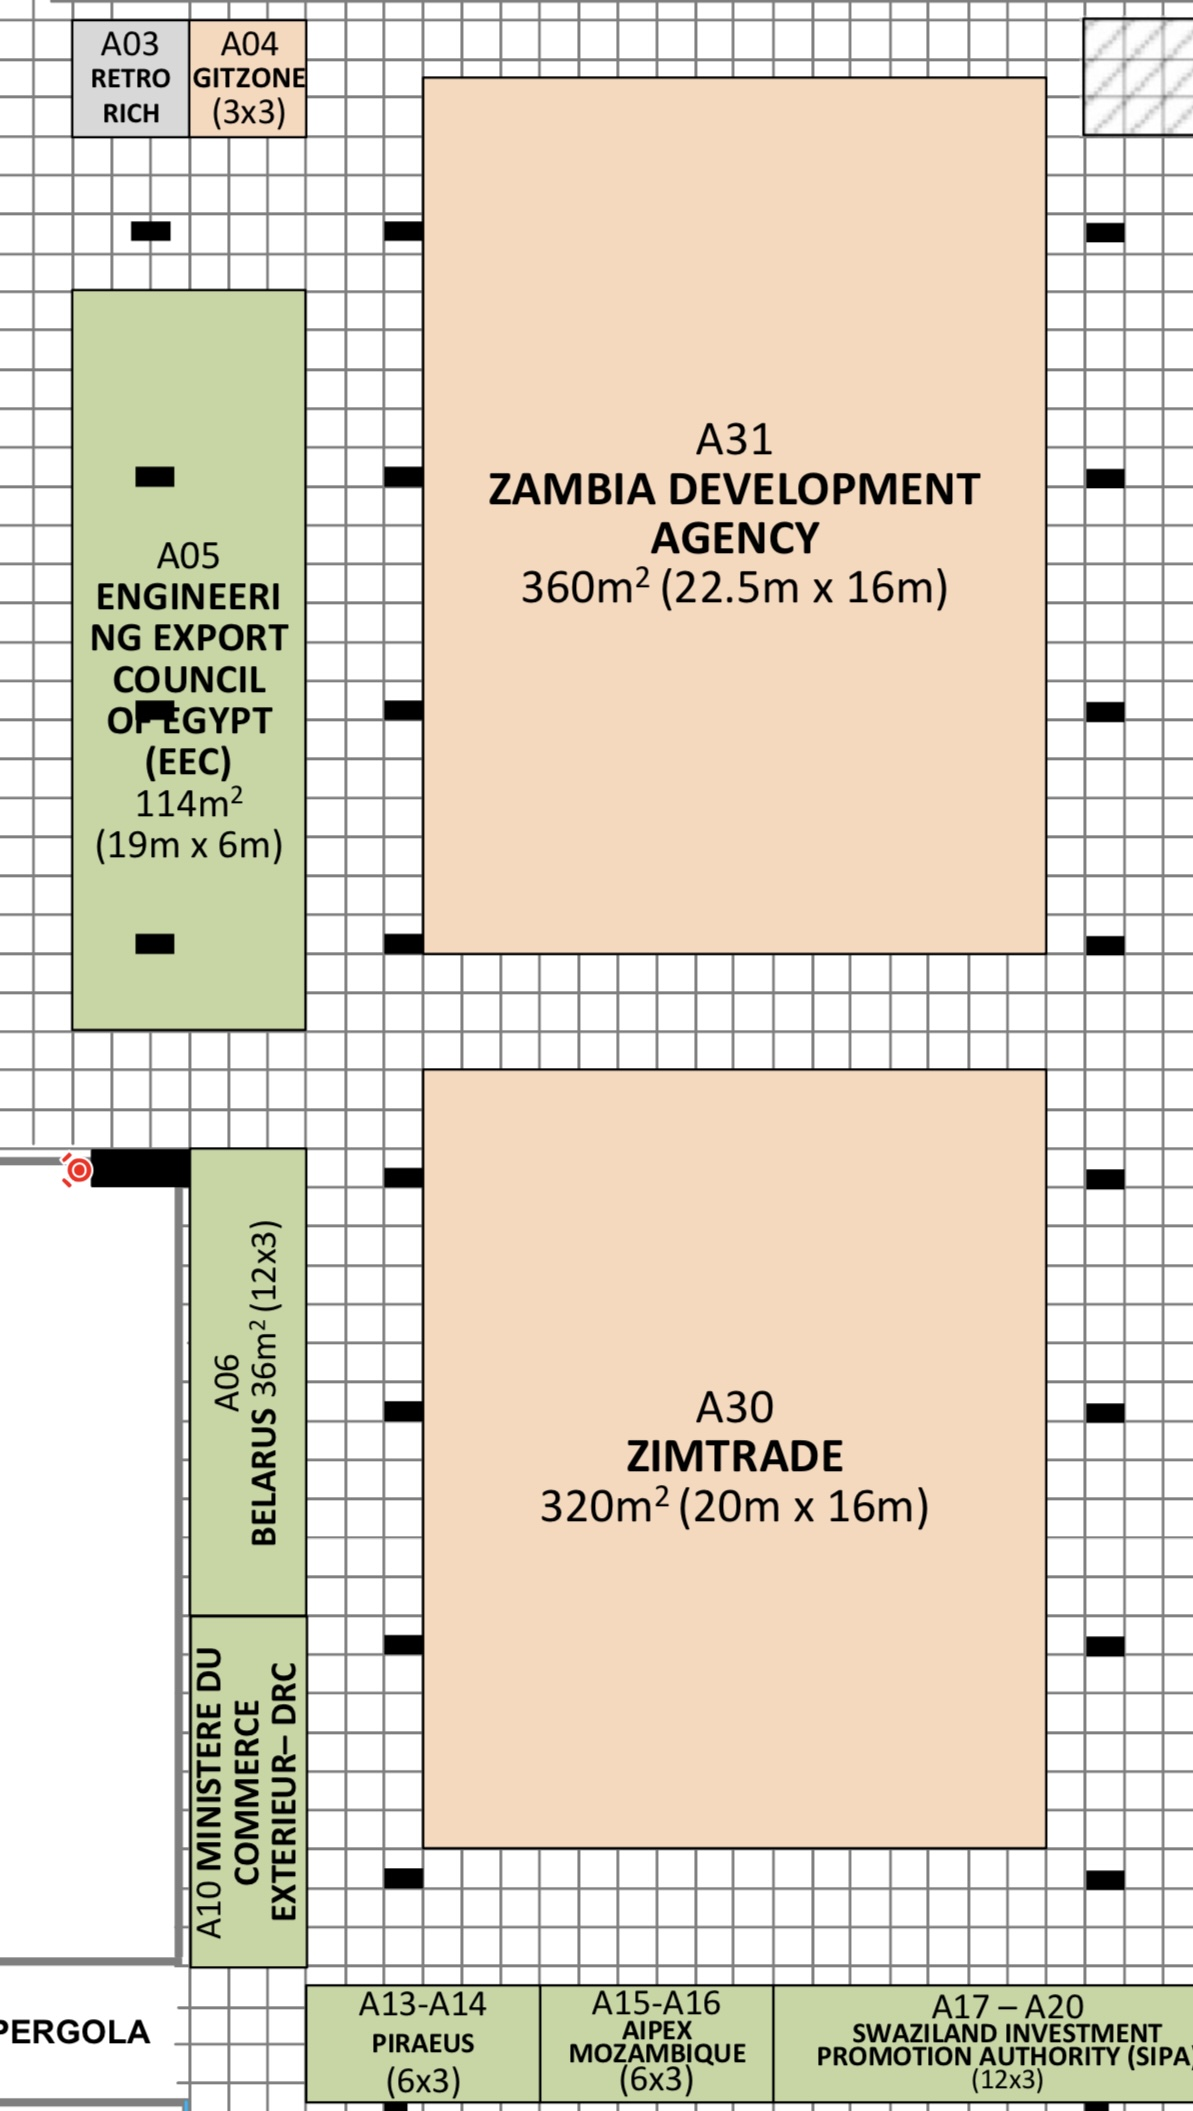 A03
RETRO
RICH
A04
GITZONE
(3x3)
A31
ZAMBIA DEVELOPMENT
AGENCY
360m² (22.5m x 16m)
A05
ENGINEERI
NG EXPORT
COUNCIL
OF EGYPT
(EEC)
114m²
(19m x 6m)
A06
BELARUS 36m² (12x3)
A30
ZIMTRADE
320m² (20m x 16m)
A10 MINISTERE DU
COMMERCE
EXTERIEUR– DRC
PERGOLA
A13-A14
PIRAEUS
(6x3)
A15-A16
AIPEX
MOZAMBIQUE
(6x3)
A17 – A20
SWAZILAND INVESTMENT
PROMOTION AUTHORITY (SIPA)
(12x3)